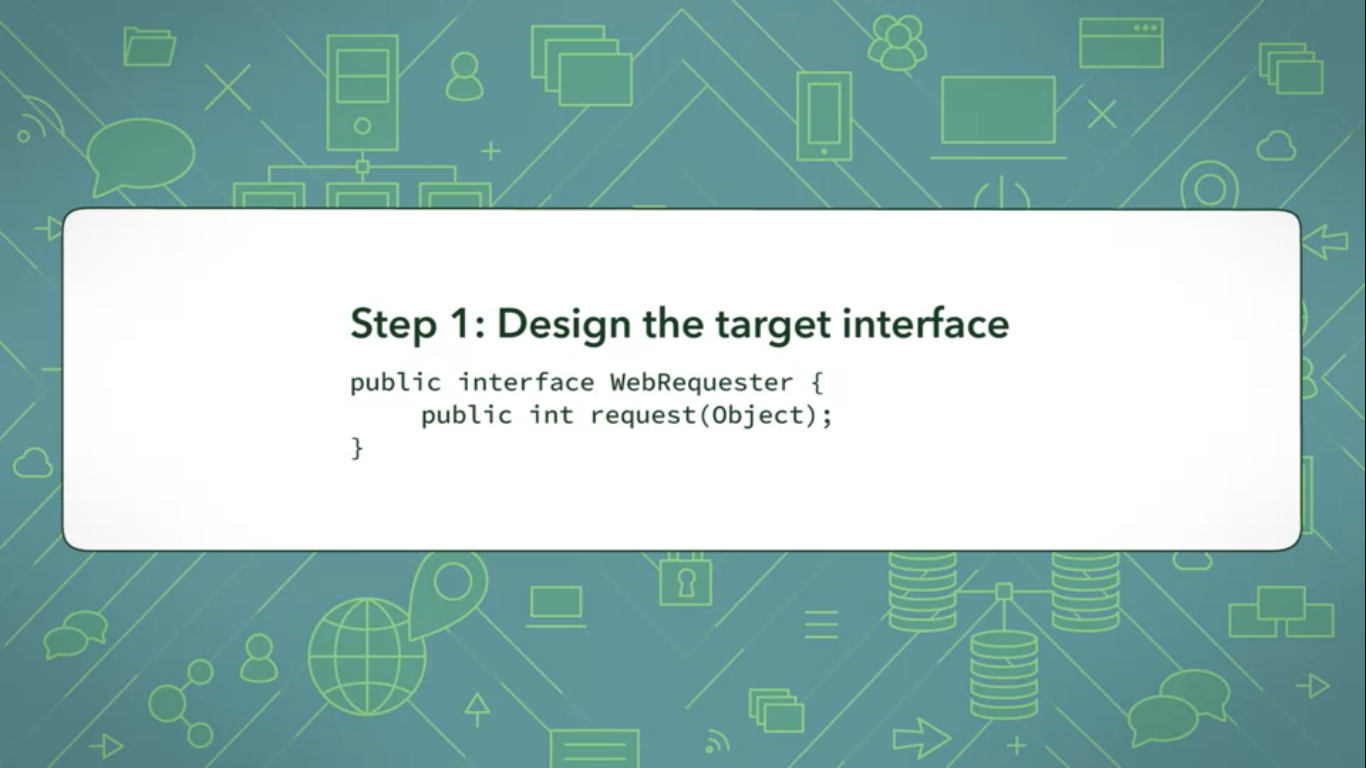 Step 1: Design the target interface
public interface WebRequester {
public int request(Object);
}